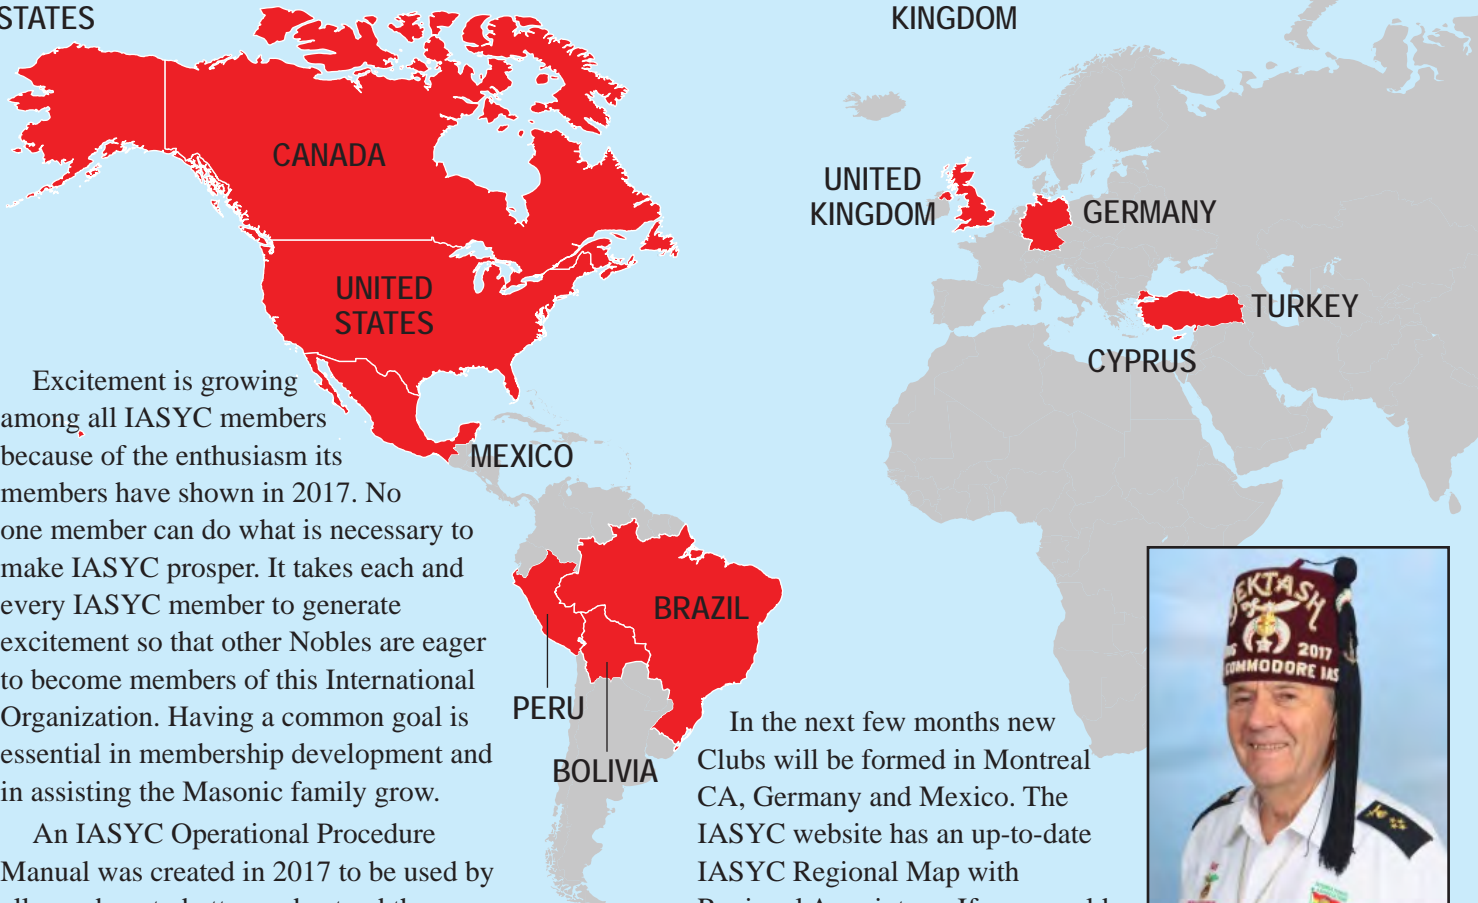 STATES
KINGDOM
CANADA
UNITED
STATES
UNITED
KINGDOM
GERMANY
TURKEY
CYPRUS
MEXICO
BRAZIL
PERU
BOLIVIA
Excitement is growing
among all IASYC members
because of the enthusiasm its
members have shown in 2017. No
one member can do what is necessary to
make IASYC prosper. It takes each and
every IASYC member to generate
excitement so that other Nobles are eager
to become members of this International
Organization. Having a common goal is
essential in membership development and
in assisting the Masonic family grow.
An IASYC Operational Procedure
Manual was created in 2017 to be used by
In the next few months new
Clubs will be formed in Montreal
CA, Germany and Mexico. The
IASYC website has an up-to-date
IASYC Regional Map with
BEKTASH
2017
COMMODORE IAS